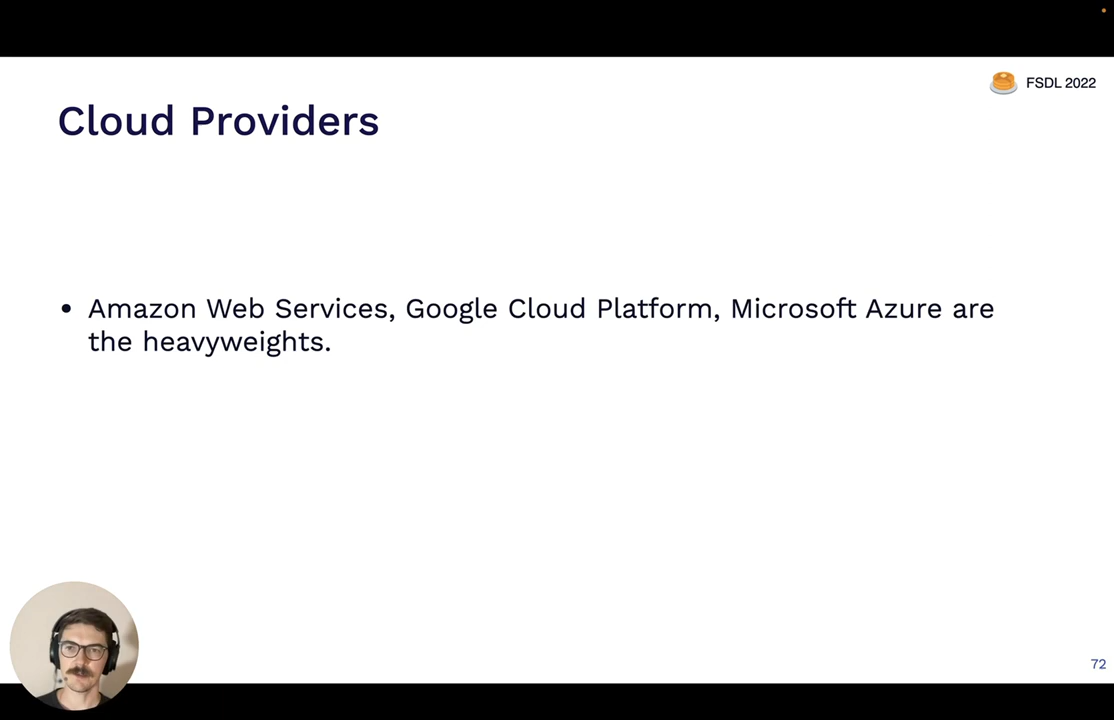 FSDL 2022
Cloud Providers
• Amazon Web Services, Google Cloud Platform, Microsoft Azure are
the heavyweights.
72